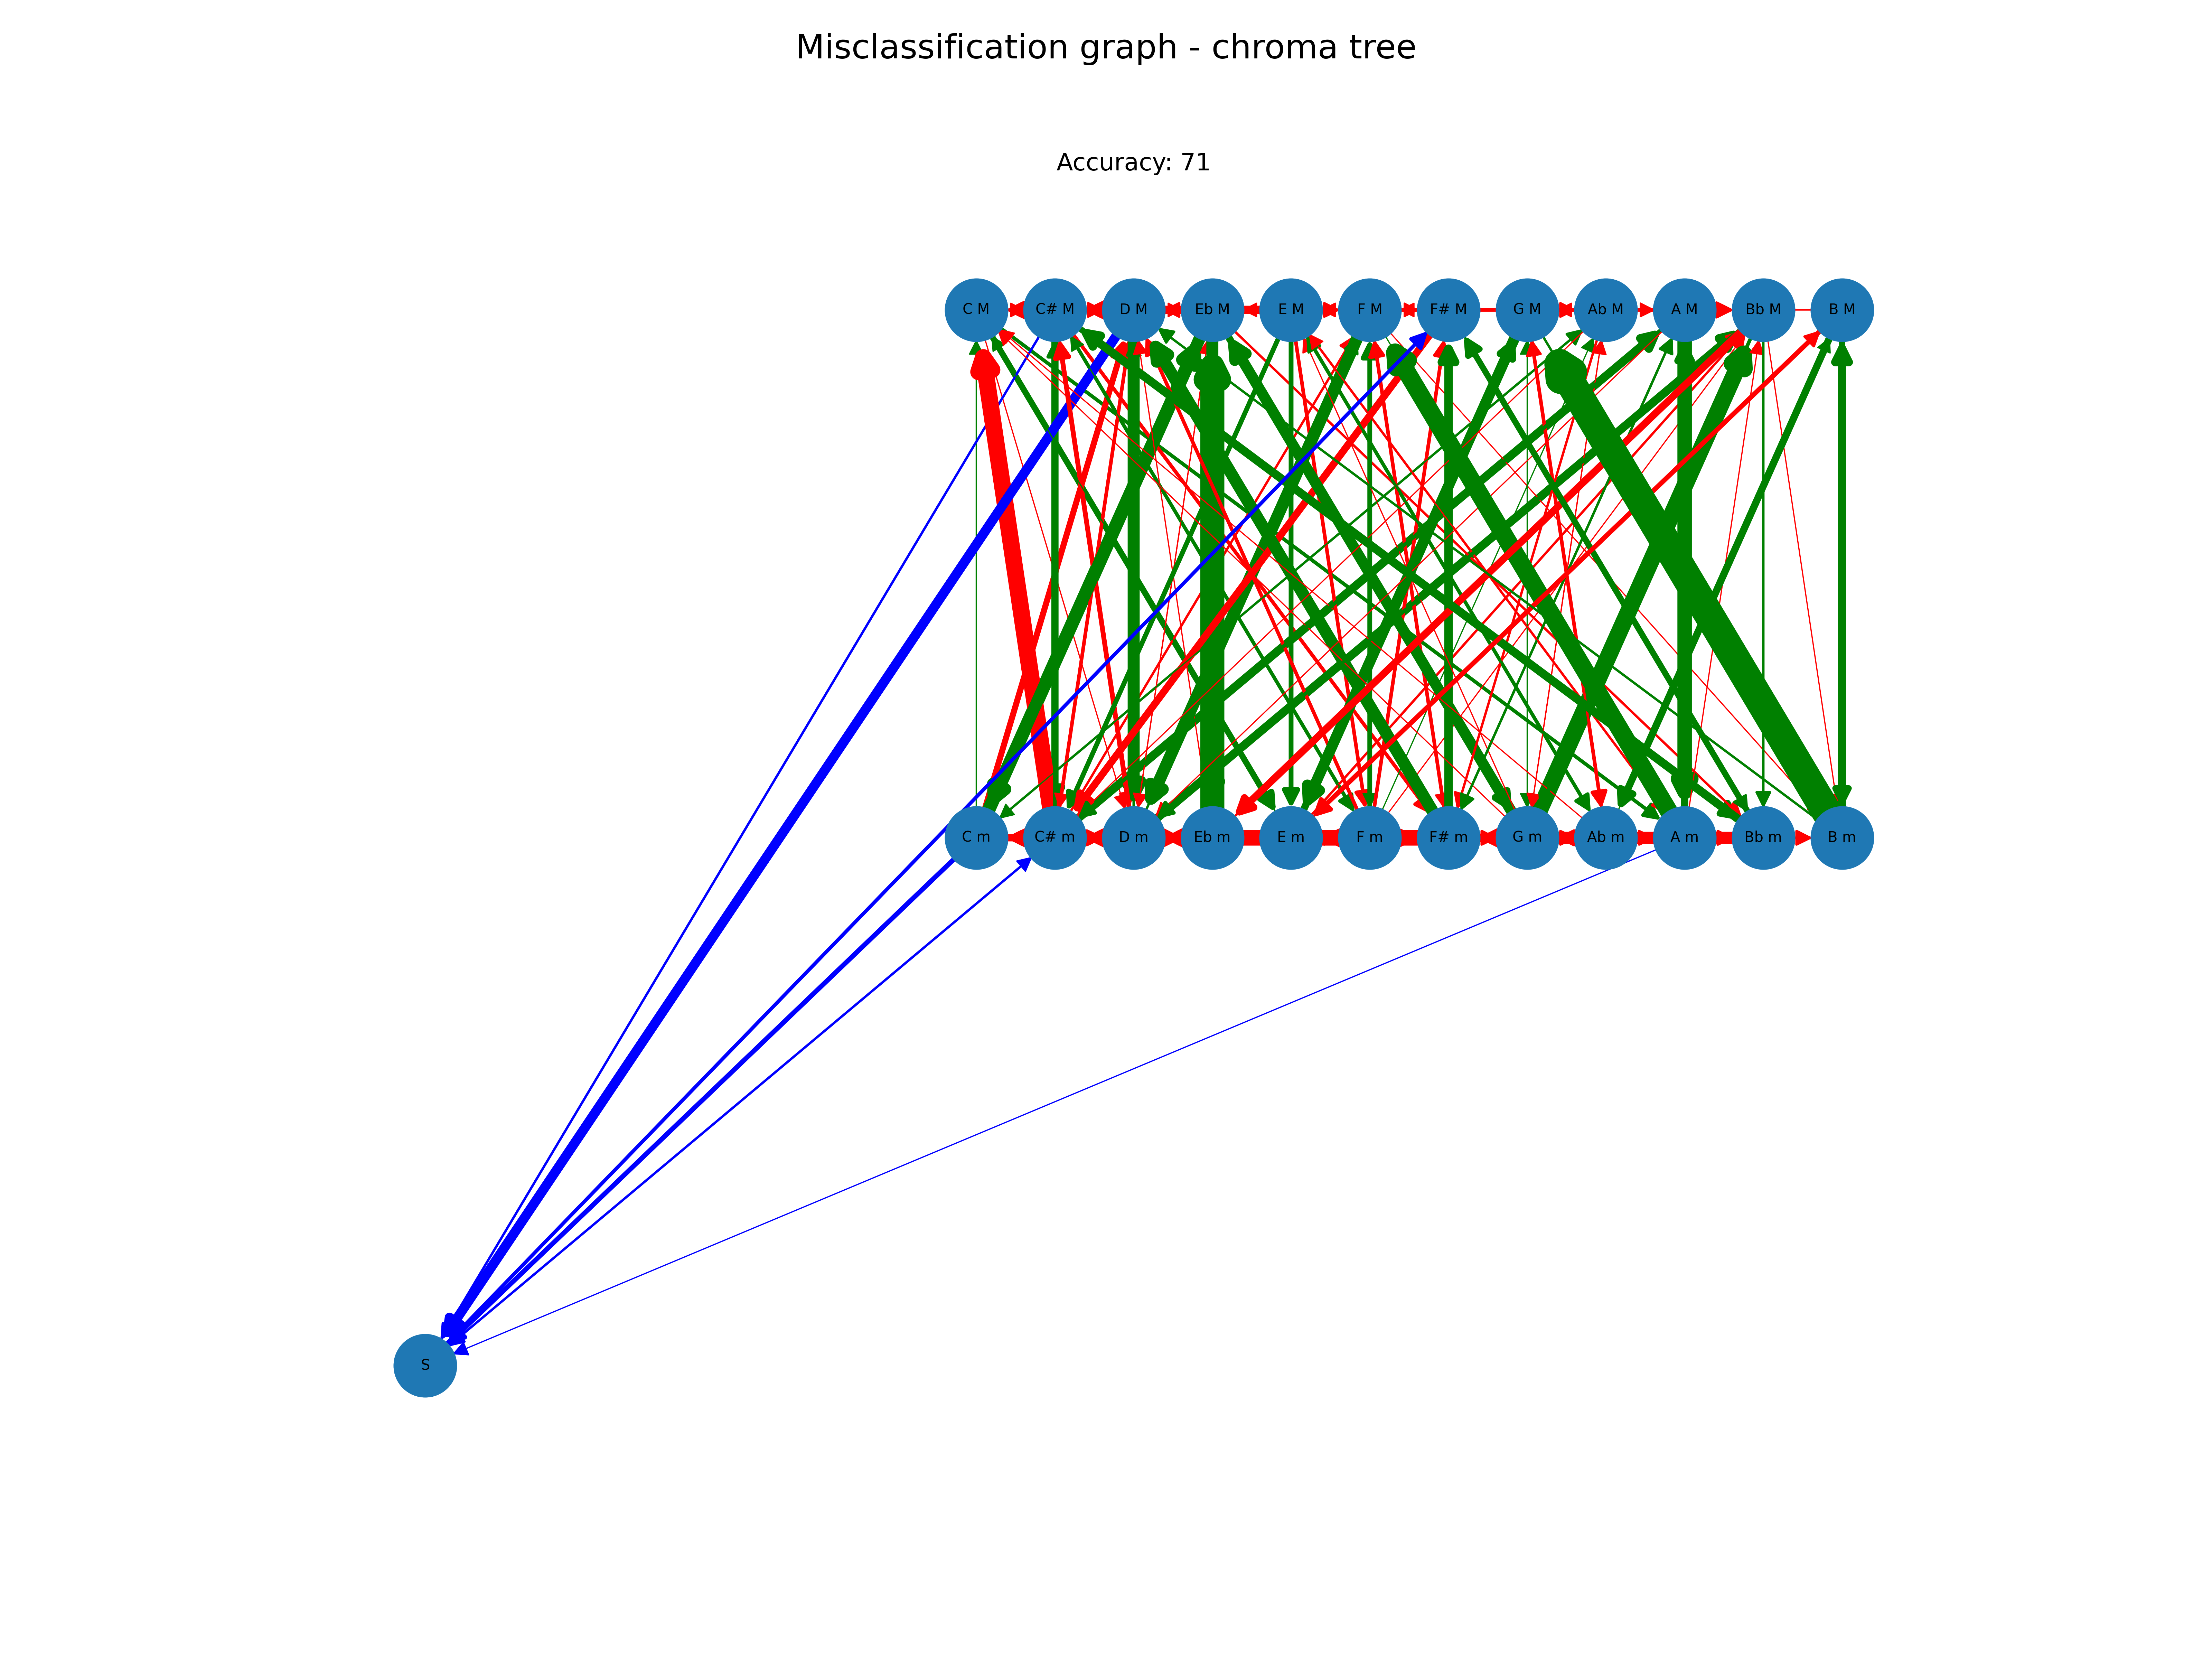 Misclassification graph - chroma tree
Accuracy: 71
C M C# M D M Eb M E M F M F# M G M Ab M A M Bb M B M
C m C# m D m Eb m E m F m F# m G m Ab m A m Bb m B m
S